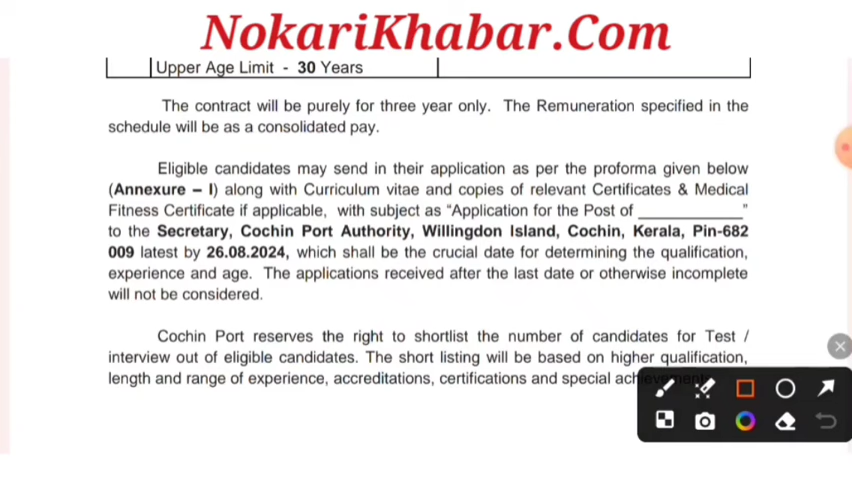 NokariKhabar.Com
Upper Age Limit - 30 Years
The contract will be purely for three year only. The Remuneration specified in the
schedule will be as a consolidated pay.
Eligible candidates may send in their application as per the proforma given below
(Annexure – I) along with Curriculum vitae and copies of relevant Certificates & Medical
Fitness Certificate if applicable, with subject as "Application for the Post of ____________"
to the Secretary, Cochin Port Authority, Willingdon Island, Cochin, Kerala, Pin-682
009 latest by 26.08.2024, which shall be the crucial date for determining the qualification,
experience and age. The applications received after the last date or otherwise incomplete
will not be considered.
Cochin Port reserves the right to shortlist the number of candidates for Test /
interview out of eligible candidates. The short listing will be based on higher qualification,
length and range of experience, accreditations, certifications and special achievements